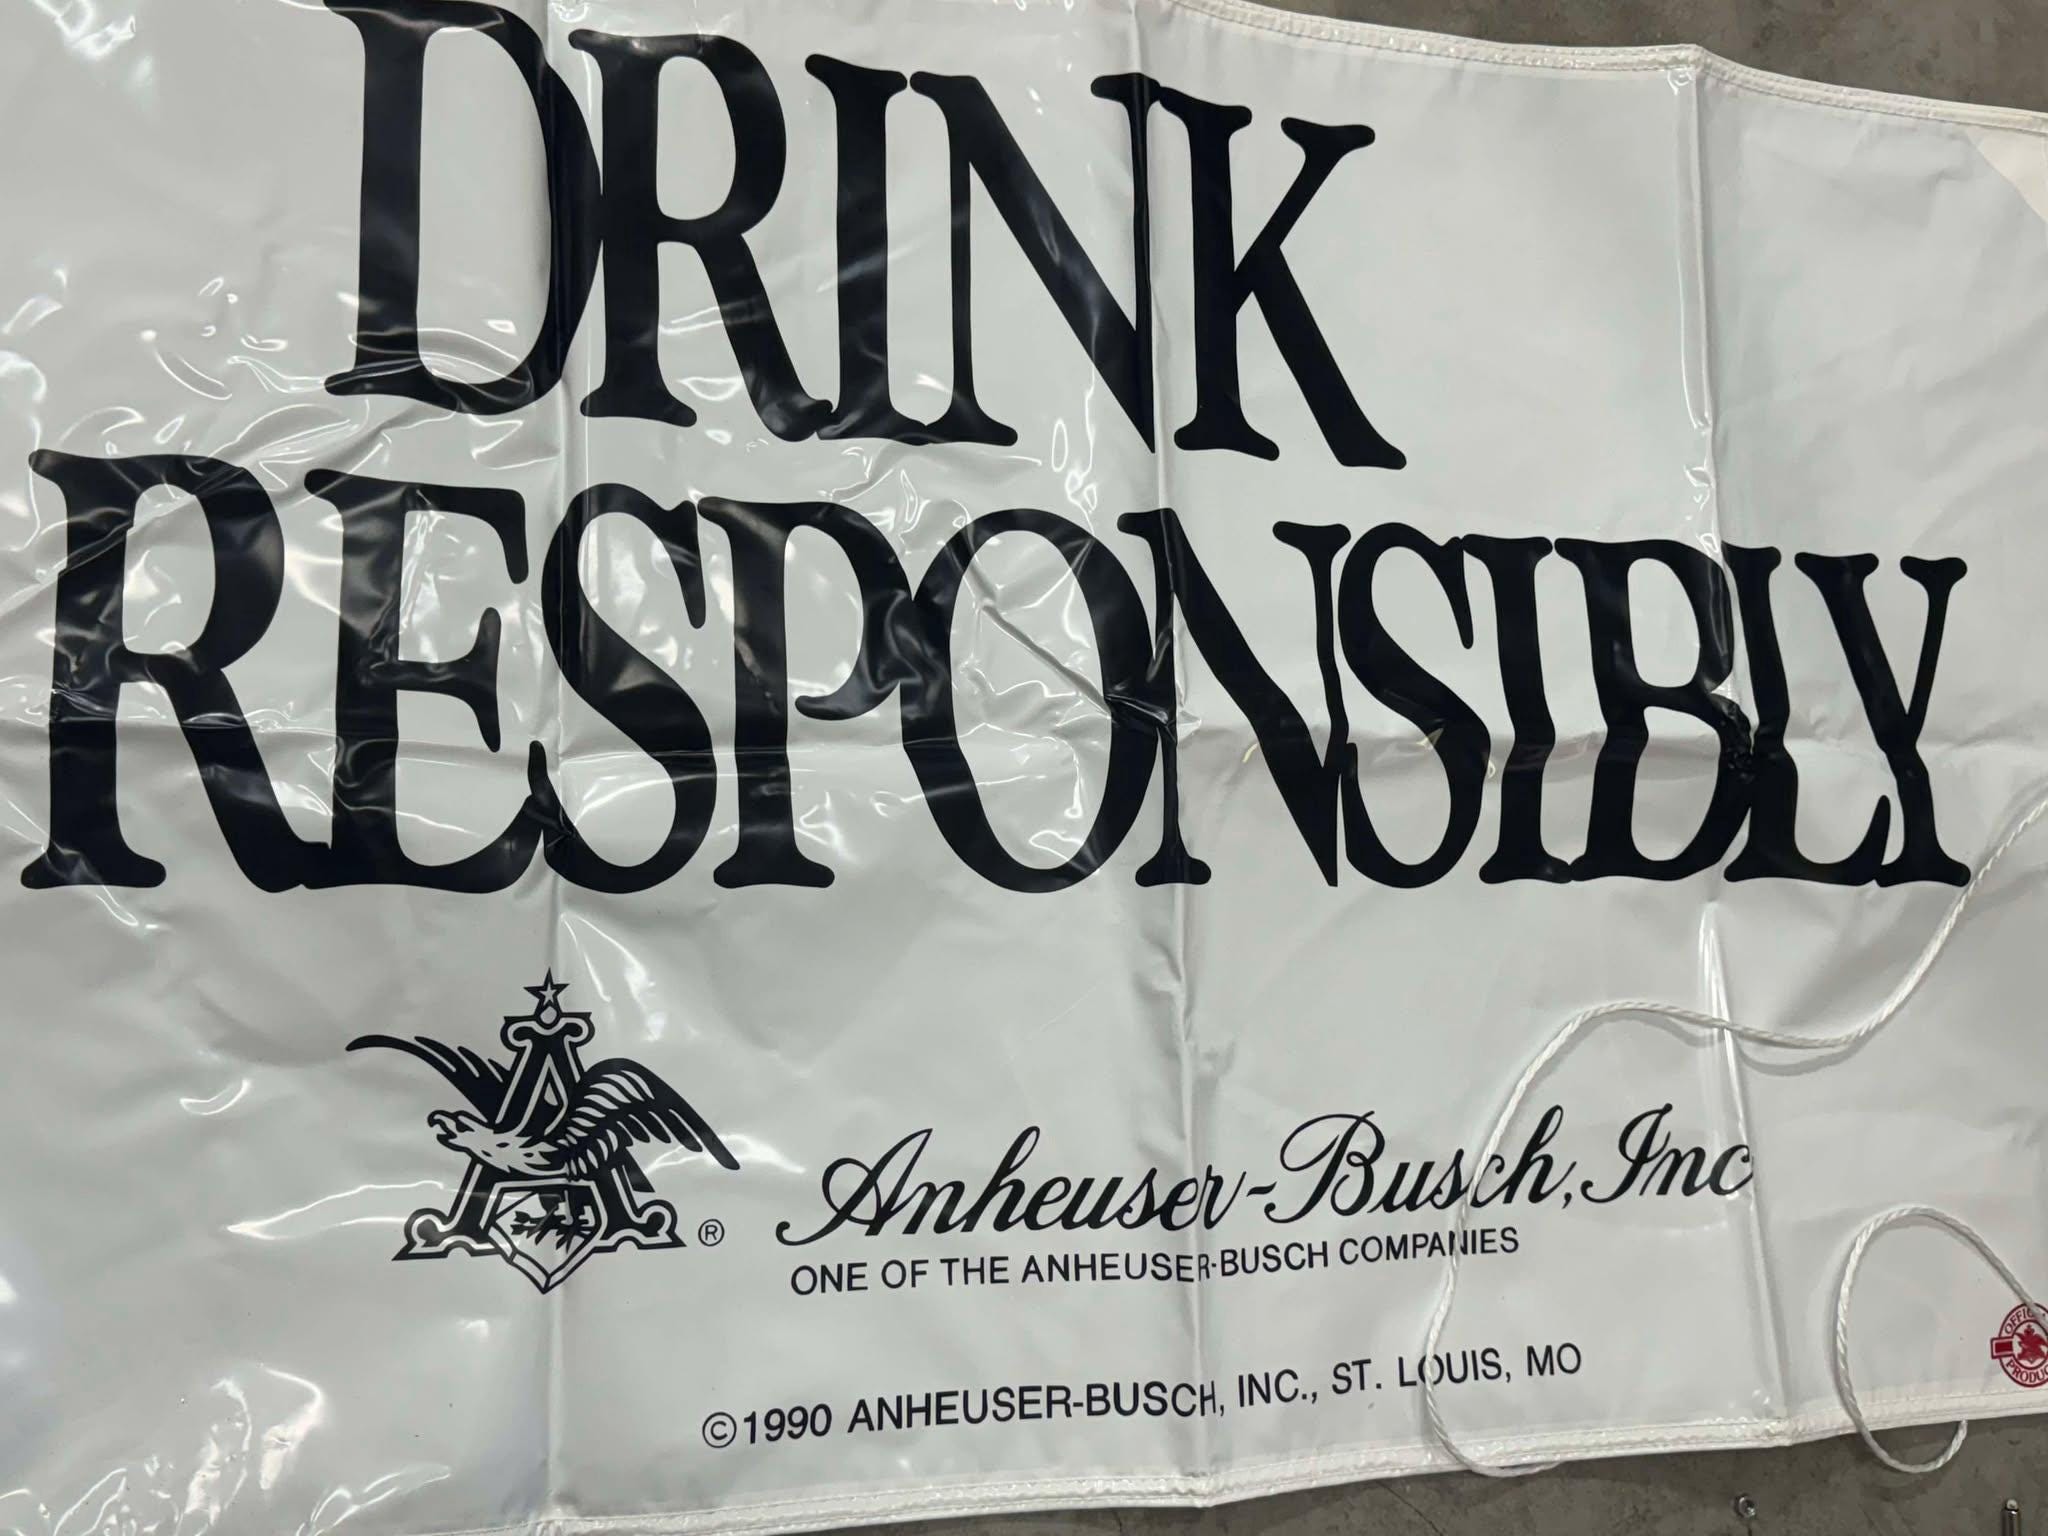 DRINK
RESPONSIBLY
®
Anheuser-Busch, Inc
ONE OF THE ANHEUSER-BUSCH COMPANIES
©1990 ANHEUSER-BUSCH, INC., ST. LOUIS, MO